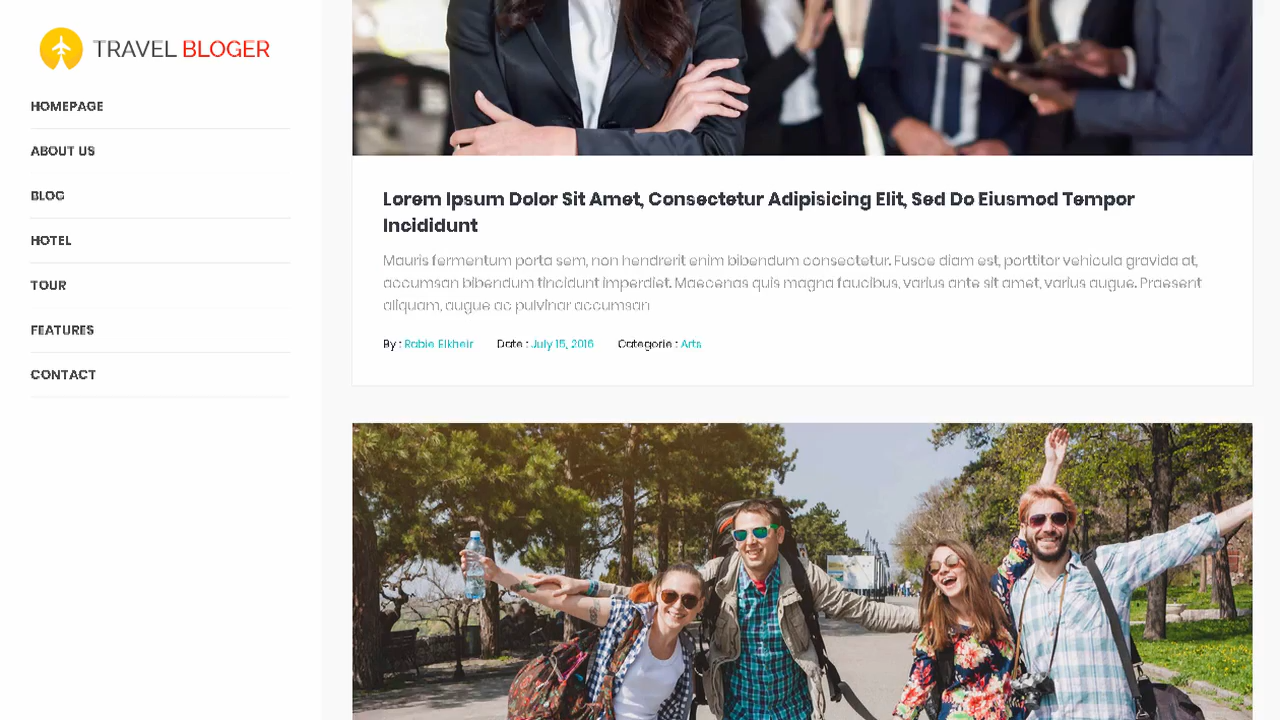 TRAVEL BLOGER
HOMEPAGE
ABOUT US
BLOG
HOTEL
TOUR
FEATURES
CONTACT
Lorem Ipsum Dolor Sit Amet, Consectetur Adipisicing Elit, Sed Do Eiusmod Tempor
Incididunt
Mauris fermentum porta sem, non hendrerit enim bibendum consectetur. Fusce diam est, porttitor vehicula gravida at,
accumsan bibendum tincidunt imperdiet. Maecenas quis magna faucibus, varius ante sit amet, varius augue. Praesent
aliquam, augue ac pulvinar accumsan
By : Rabie Elkheir Date : July 15, 2016 Categorie : Arts